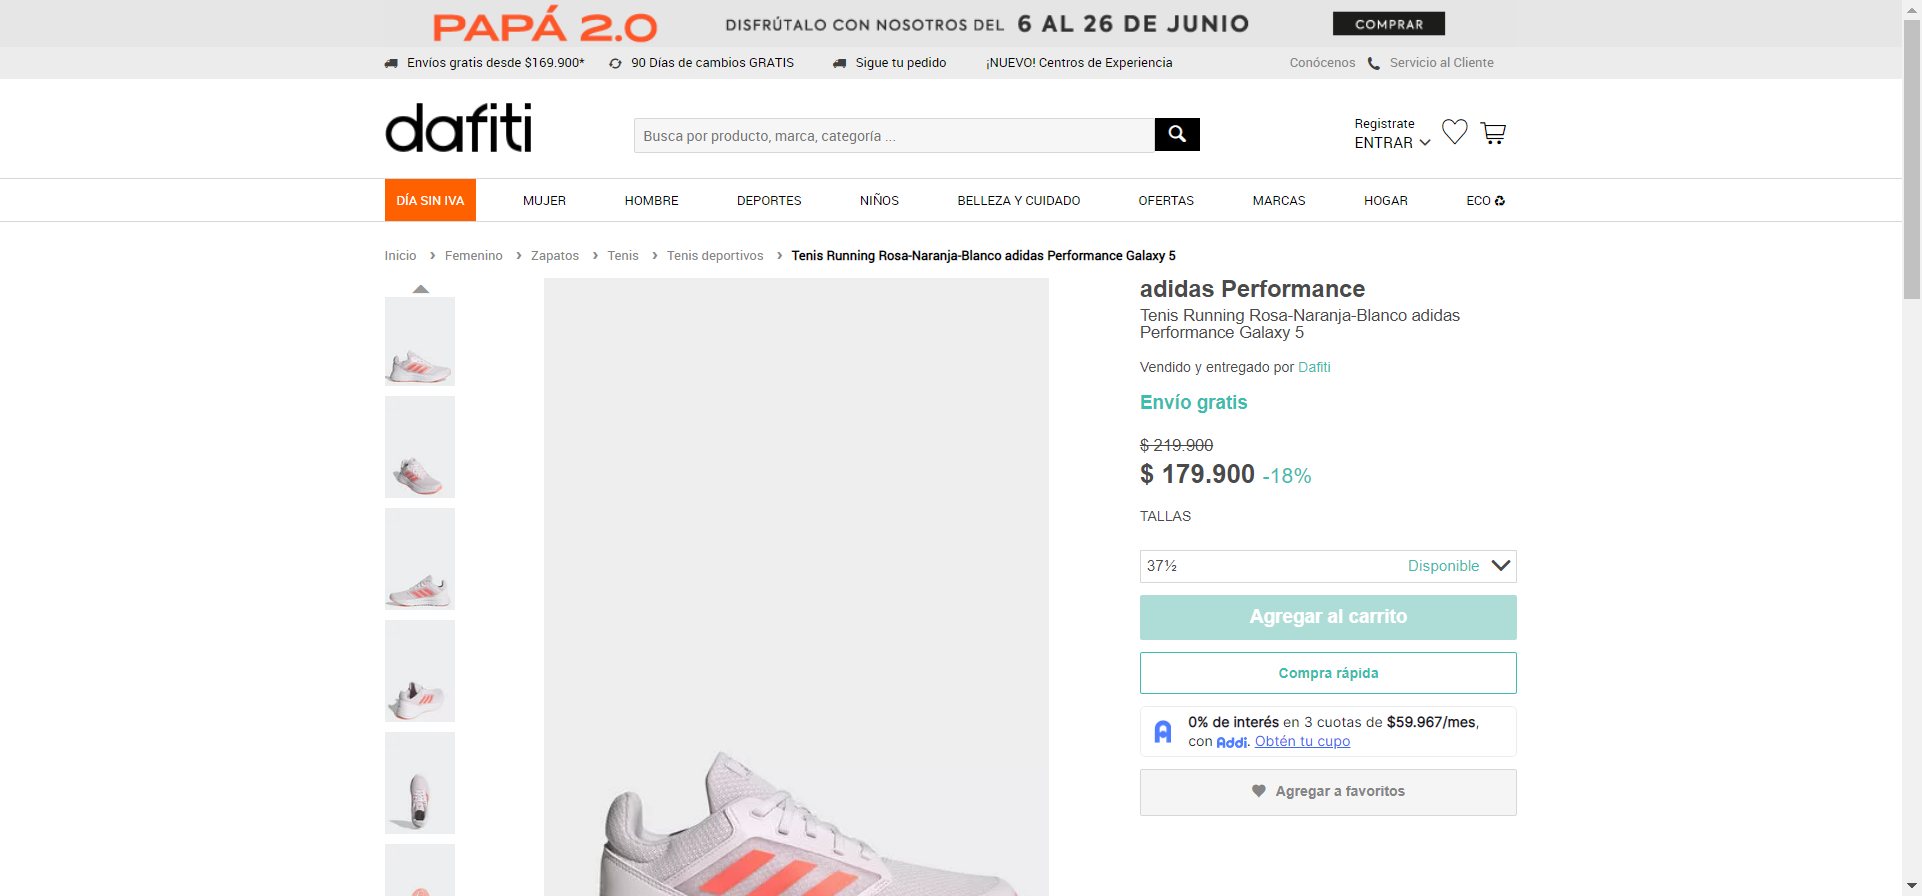 PAPÁ 2.0 DISFRÚTALO CON NOSOTROS DEL 6 AL 26 DE JUNIO COMPRAR
Envíos gratis desde $169.900* 90 Días de cambios GRATIS Sigue tu pedido ¡NUEVO! Centros de Experiencia Conócenos Servicio al Cliente
dafiti
Busca por producto, marca, categoría ...
Registrate
ENTRAR
DÍA SIN IVA MUJER HOMBRE DEPORTES NIÑOS BELLEZA Y CUIDADO OFERTAS MARCAS HOGAR ECO
Inicio › Femenino › Zapatos › Tenis › Tenis deportivos › Tenis Running Rosa-Naranja-Blanco adidas Performance Galaxy 5
adidas Performance
Tenis Running Rosa-Naranja-Blanco adidas
Performance Galaxy 5
Vendido y entregado por Dafiti
Envío gratis
$ 219.900
$ 179.900 -18%
TALLAS
37½ Disponible
Agregar al carrito
Compra rápida
0% de interés en 3 cuotas de $59.967/mes,
con Addi. Obtén tu cupo
Agregar a favoritos